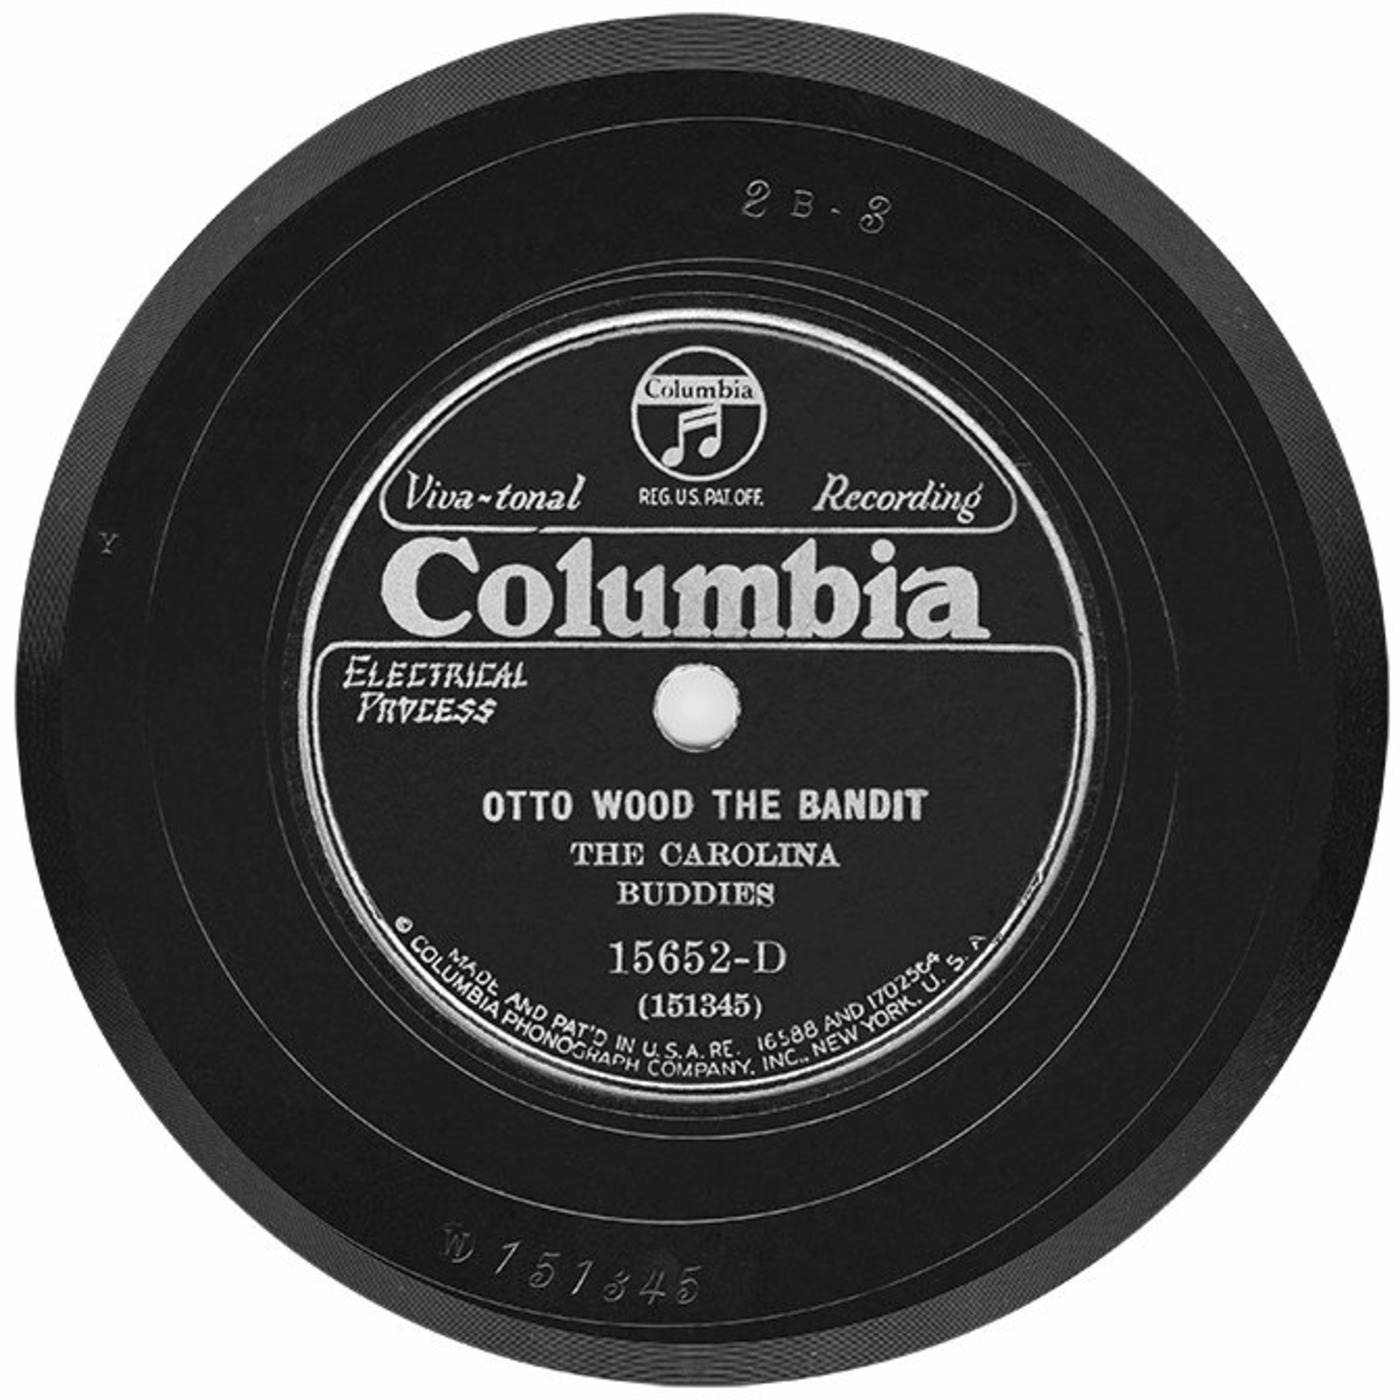 2 B - 3
Columbia
Viva-tonal REG. U.S. PAT. OFF. Recording
Columbia
ELECTRICAL
PROCESS
Y
OTTO WOOD THE BANDIT
THE CAROLINA
BUDDIES
15652-D
(151345)
MADE AND PAT'D IN U.S.A. RE. 16588 AND 1702564
© COLUMBIA PHONOGRAPH COMPANY, INC., NEW YORK, U. S. A
W 151345